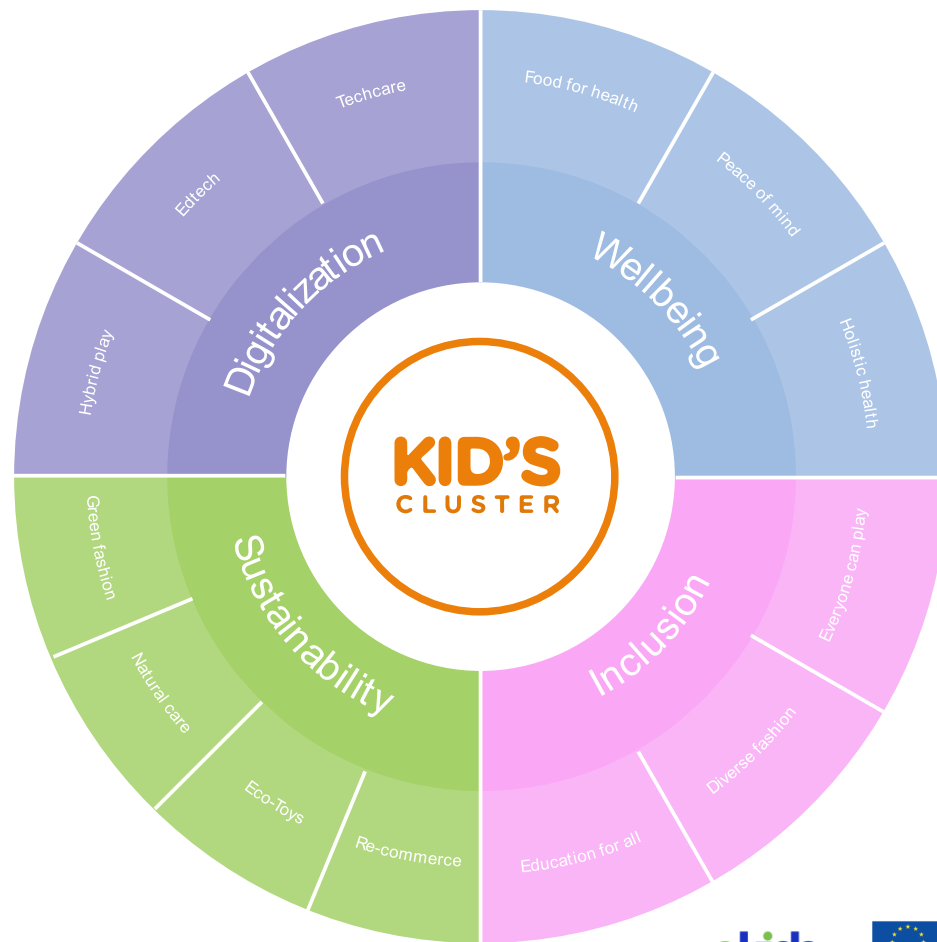 Techcare
Food for health
Edtech
Peace of mind
Hybrid play
Holistic health
Digitalization
Wellbeing
KID'S
CLUSTER
Green fashion
Everyone can play
Sustainability
Inclusion
Natural care
Diverse fashion
Eco-Toys
Education for all
Re-commerce